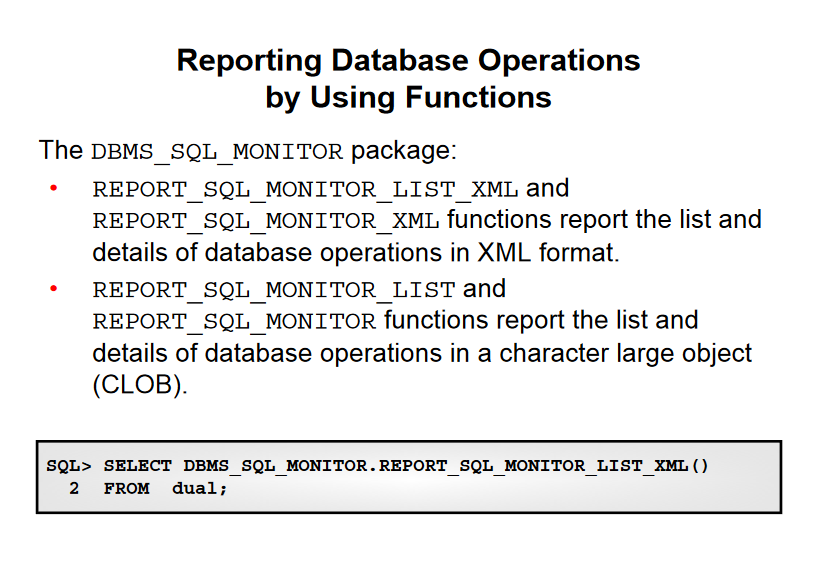 Reporting Database Operations
by Using Functions
The DBMS_SQL_MONITOR package:
• REPORT_SQL_MONITOR_LIST_XML and
REPORT_SQL_MONITOR_XML functions report the list and
details of database operations in XML format.
• REPORT_SQL_MONITOR_LIST and
REPORT_SQL_MONITOR functions report the list and
details of database operations in a character large object
(CLOB).
SQL> SELECT DBMS_SQL_MONITOR.REPORT_SQL_MONITOR_LIST_XML()
2 FROM dual;